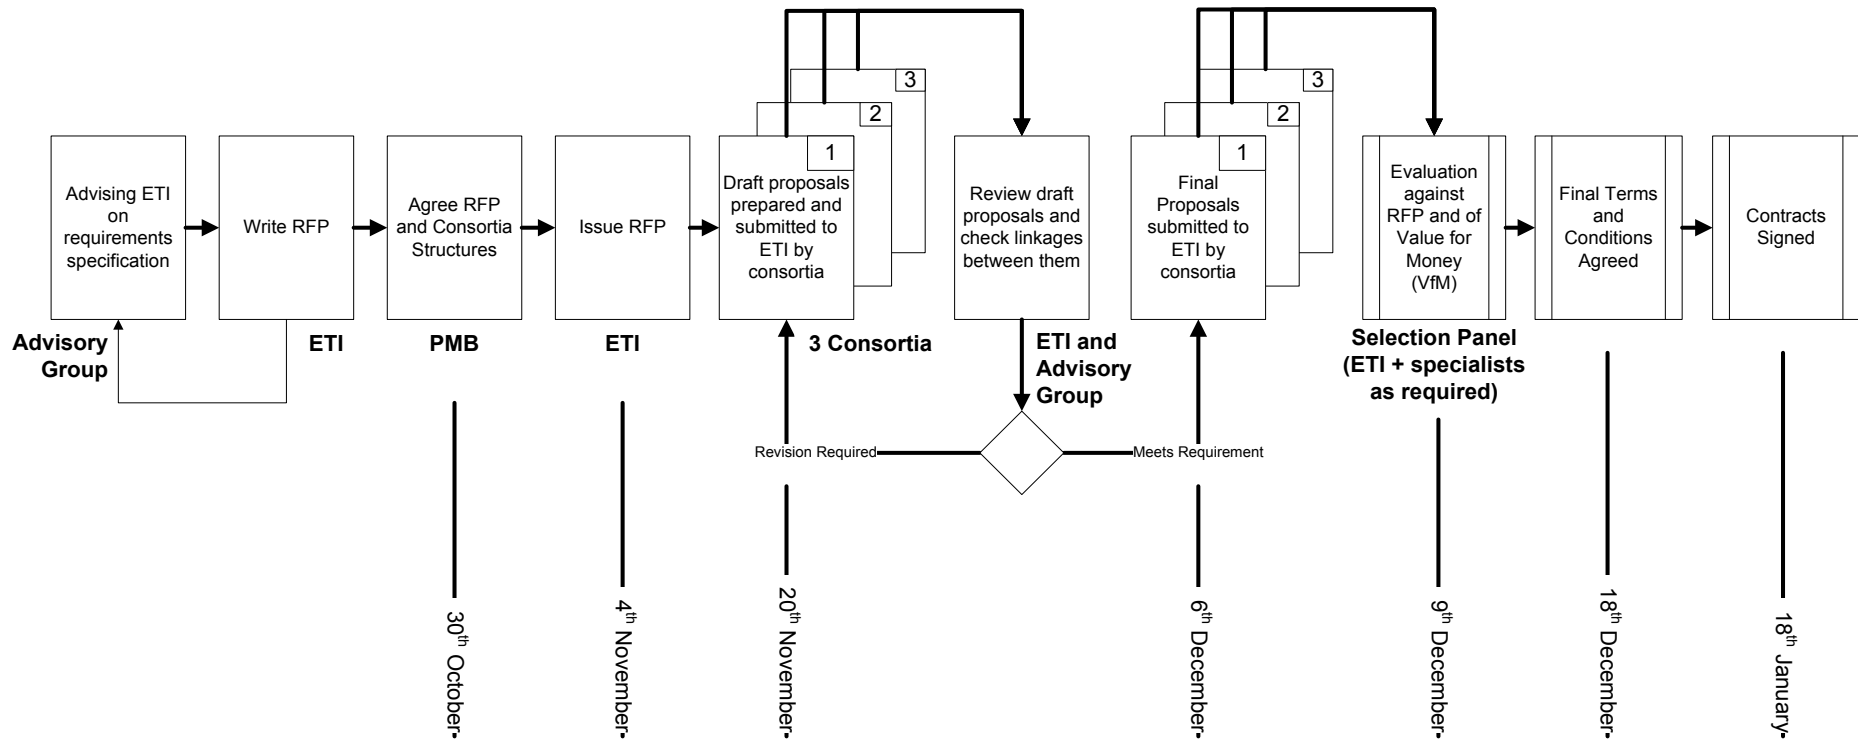 Advising ETI
on
requirements
specification
Advisory
Group
Write RFP
ETI
Agree RFP
and Consortia
Structures
PMB
Issue RFP
ETI
3
2
1
Draft proposals
prepared and
submitted to
ETI by
consortia
3 Consortia
Review draft
proposals and
check linkages
between them
ETI and
Advisory
Group
Revision Required
Meets Requirement
3
2
1
Final
Proposals
submitted to
ETI by
consortia
Evaluation
against
RFP and of
Value for
Money
(VfM)
Selection Panel
(ETI + specialists
as required)
Final Terms
and
Conditions
Agreed
Contracts
Signed
30th October
4th November
20th November
6th December
9th December
18th December
18th January